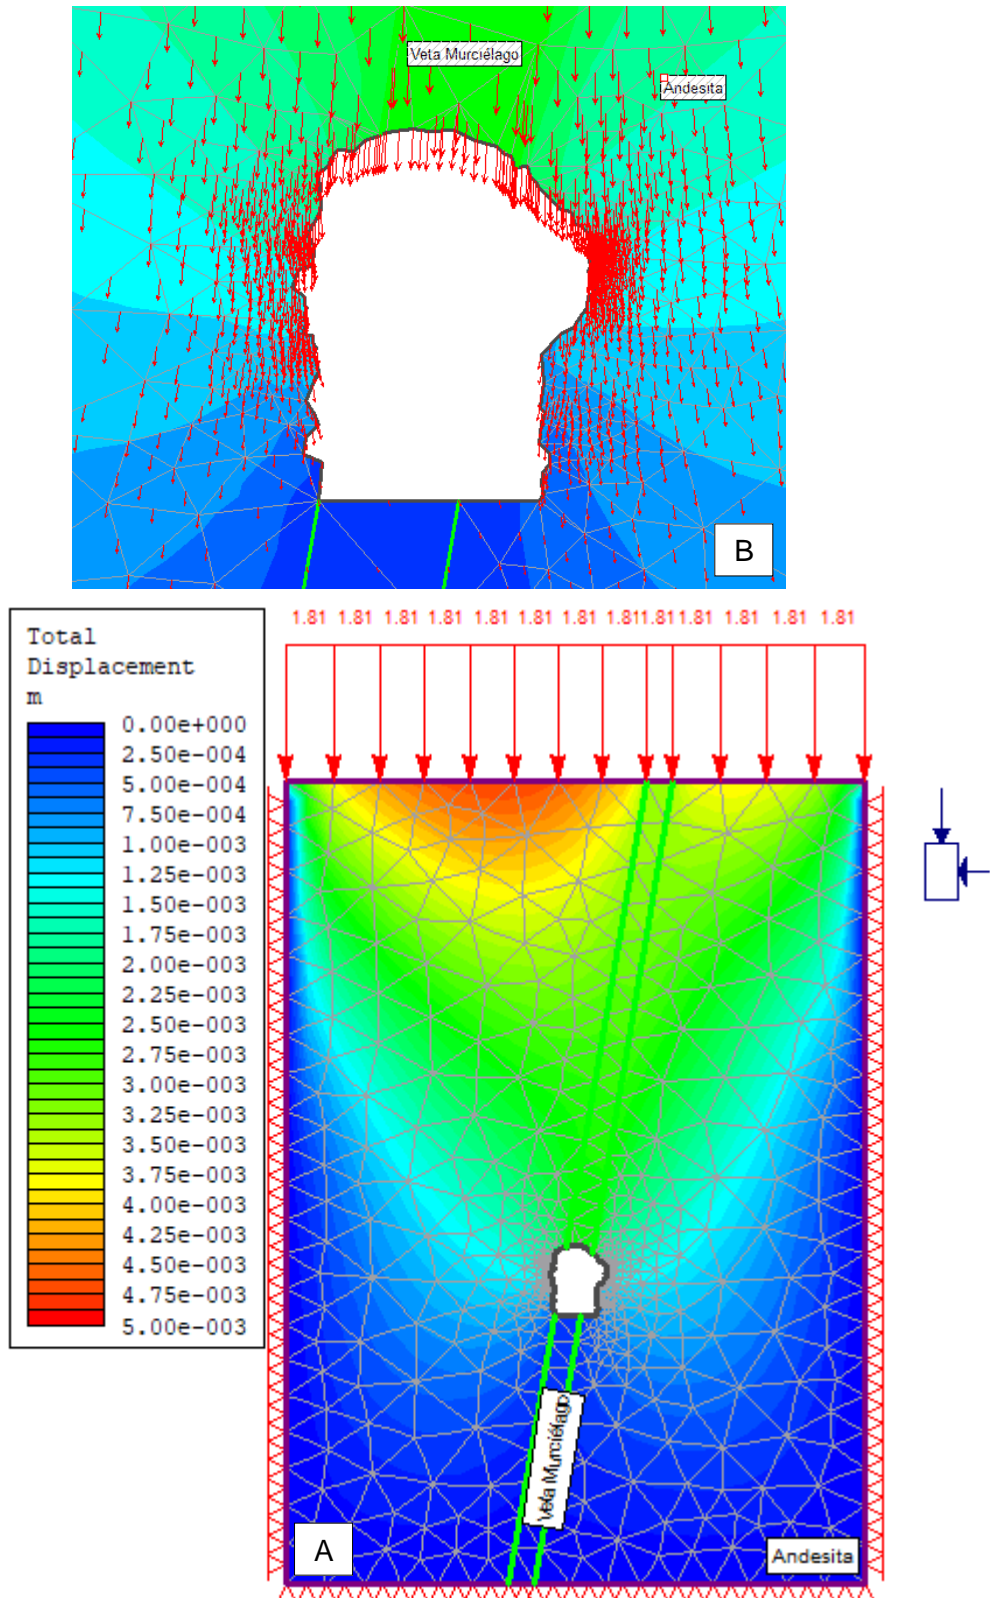 Veta Murciélago
Andesita
B
1.81 1.81 1.81 1.81 1.81 1.81 1.81 1.811.811.81 1.81 1.81 1.81
Total
Displacement
m
0.00e+000
2.50e-004
5.00e-004
7.50e-004
1.00e-003
1.25e-003
1.50e-003
1.75e-003
2.00e-003
2.25e-003
2.50e-003
2.75e-003
3.00e-003
3.25e-003
3.50e-003
3.75e-003
4.00e-003
4.25e-003
4.50e-003
4.75e-003
5.00e-003
Veta Murciélago
A
Andesita